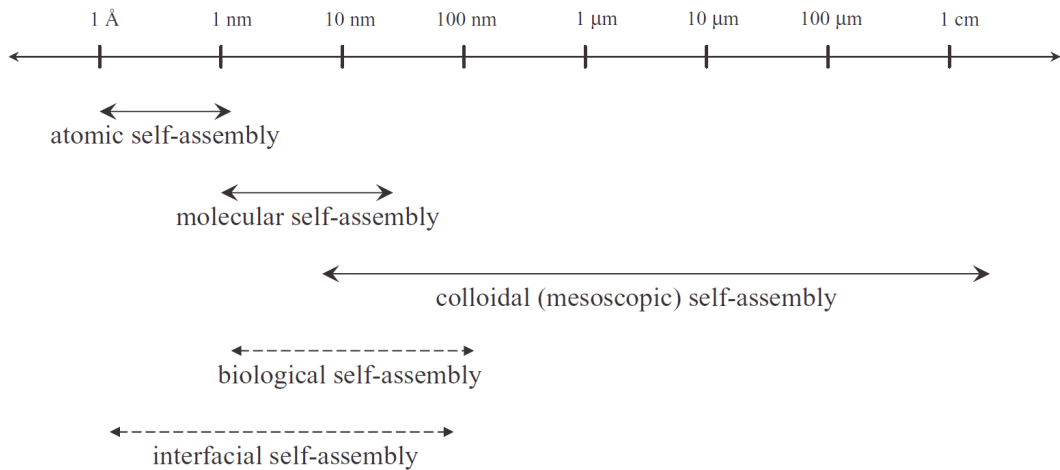 1 Å 1 nm 10 nm 100 nm 1 μm 10 μm 100 μm 1 cm
atomic self-assembly
molecular self-assembly
colloidal (mesoscopic) self-assembly
biological self-assembly
interfacial self-assembly